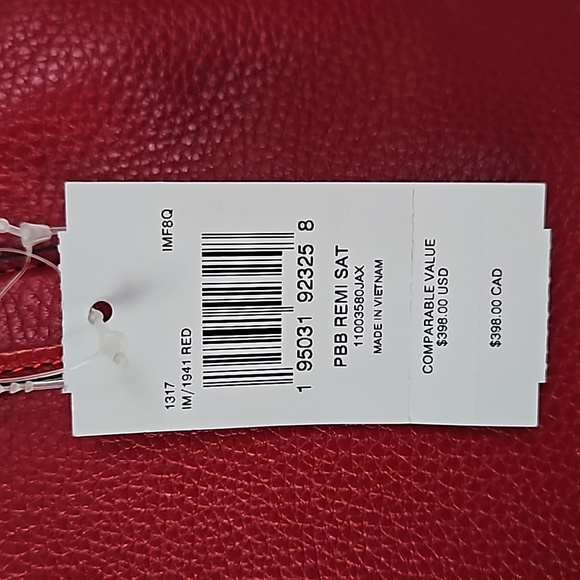 1317 IMF8Q
IM/1941 RED
1 95031 92325 8
PBB REMI SAT
11003580JAX
MADE IN VIETNAM
COMPARABLE VALUE
$398.00 USD
$398.00 CAD